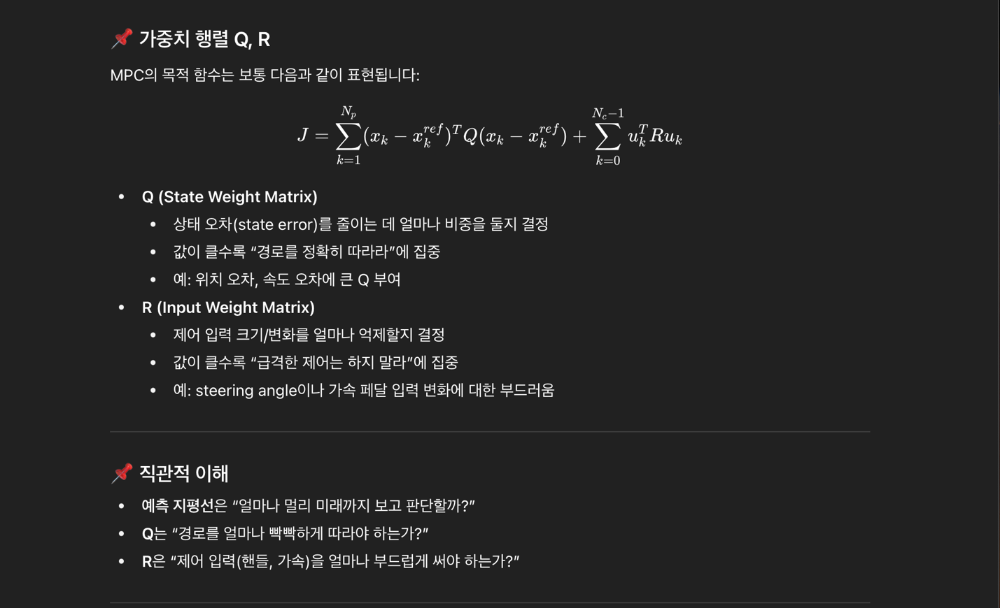 📌 가중치 행렬 Q, R
MPC의 목적 함수는 보통 다음과 같이 표현됩니다:
J = \sum_{k=1}^{N_p} (x_k - x_k^{ref})^T Q (x_k - x_k^{ref}) + \sum_{k=0}^{N_c-1} u_k^T R u_k
• Q (State Weight Matrix)
• 상태 오차(state error)를 줄이는 데 얼마나 비중을 둘지 결정
• 값이 클수록 “경로를 정확히 따라라”에 집중
• 예: 위치 오차, 속도 오차에 큰 Q 부여
• R (Input Weight Matrix)
• 제어 입력 크기/변화를 얼마나 억제할지 결정
• 값이 클수록 “급격한 제어는 하지 말라”에 집중
• 예: steering angle이나 가속 페달 입력 변화에 대한 부드러움
📌 직관적 이해
• 예측 지평선은 “얼마나 멀리 미래까지 보고 판단할까?”
• Q는 “경로를 얼마나 빡빡하게 따라야 하는가?”
• R은 “제어 입력(핸들, 가속)을 얼마나 부드럽게 써야 하는가?”